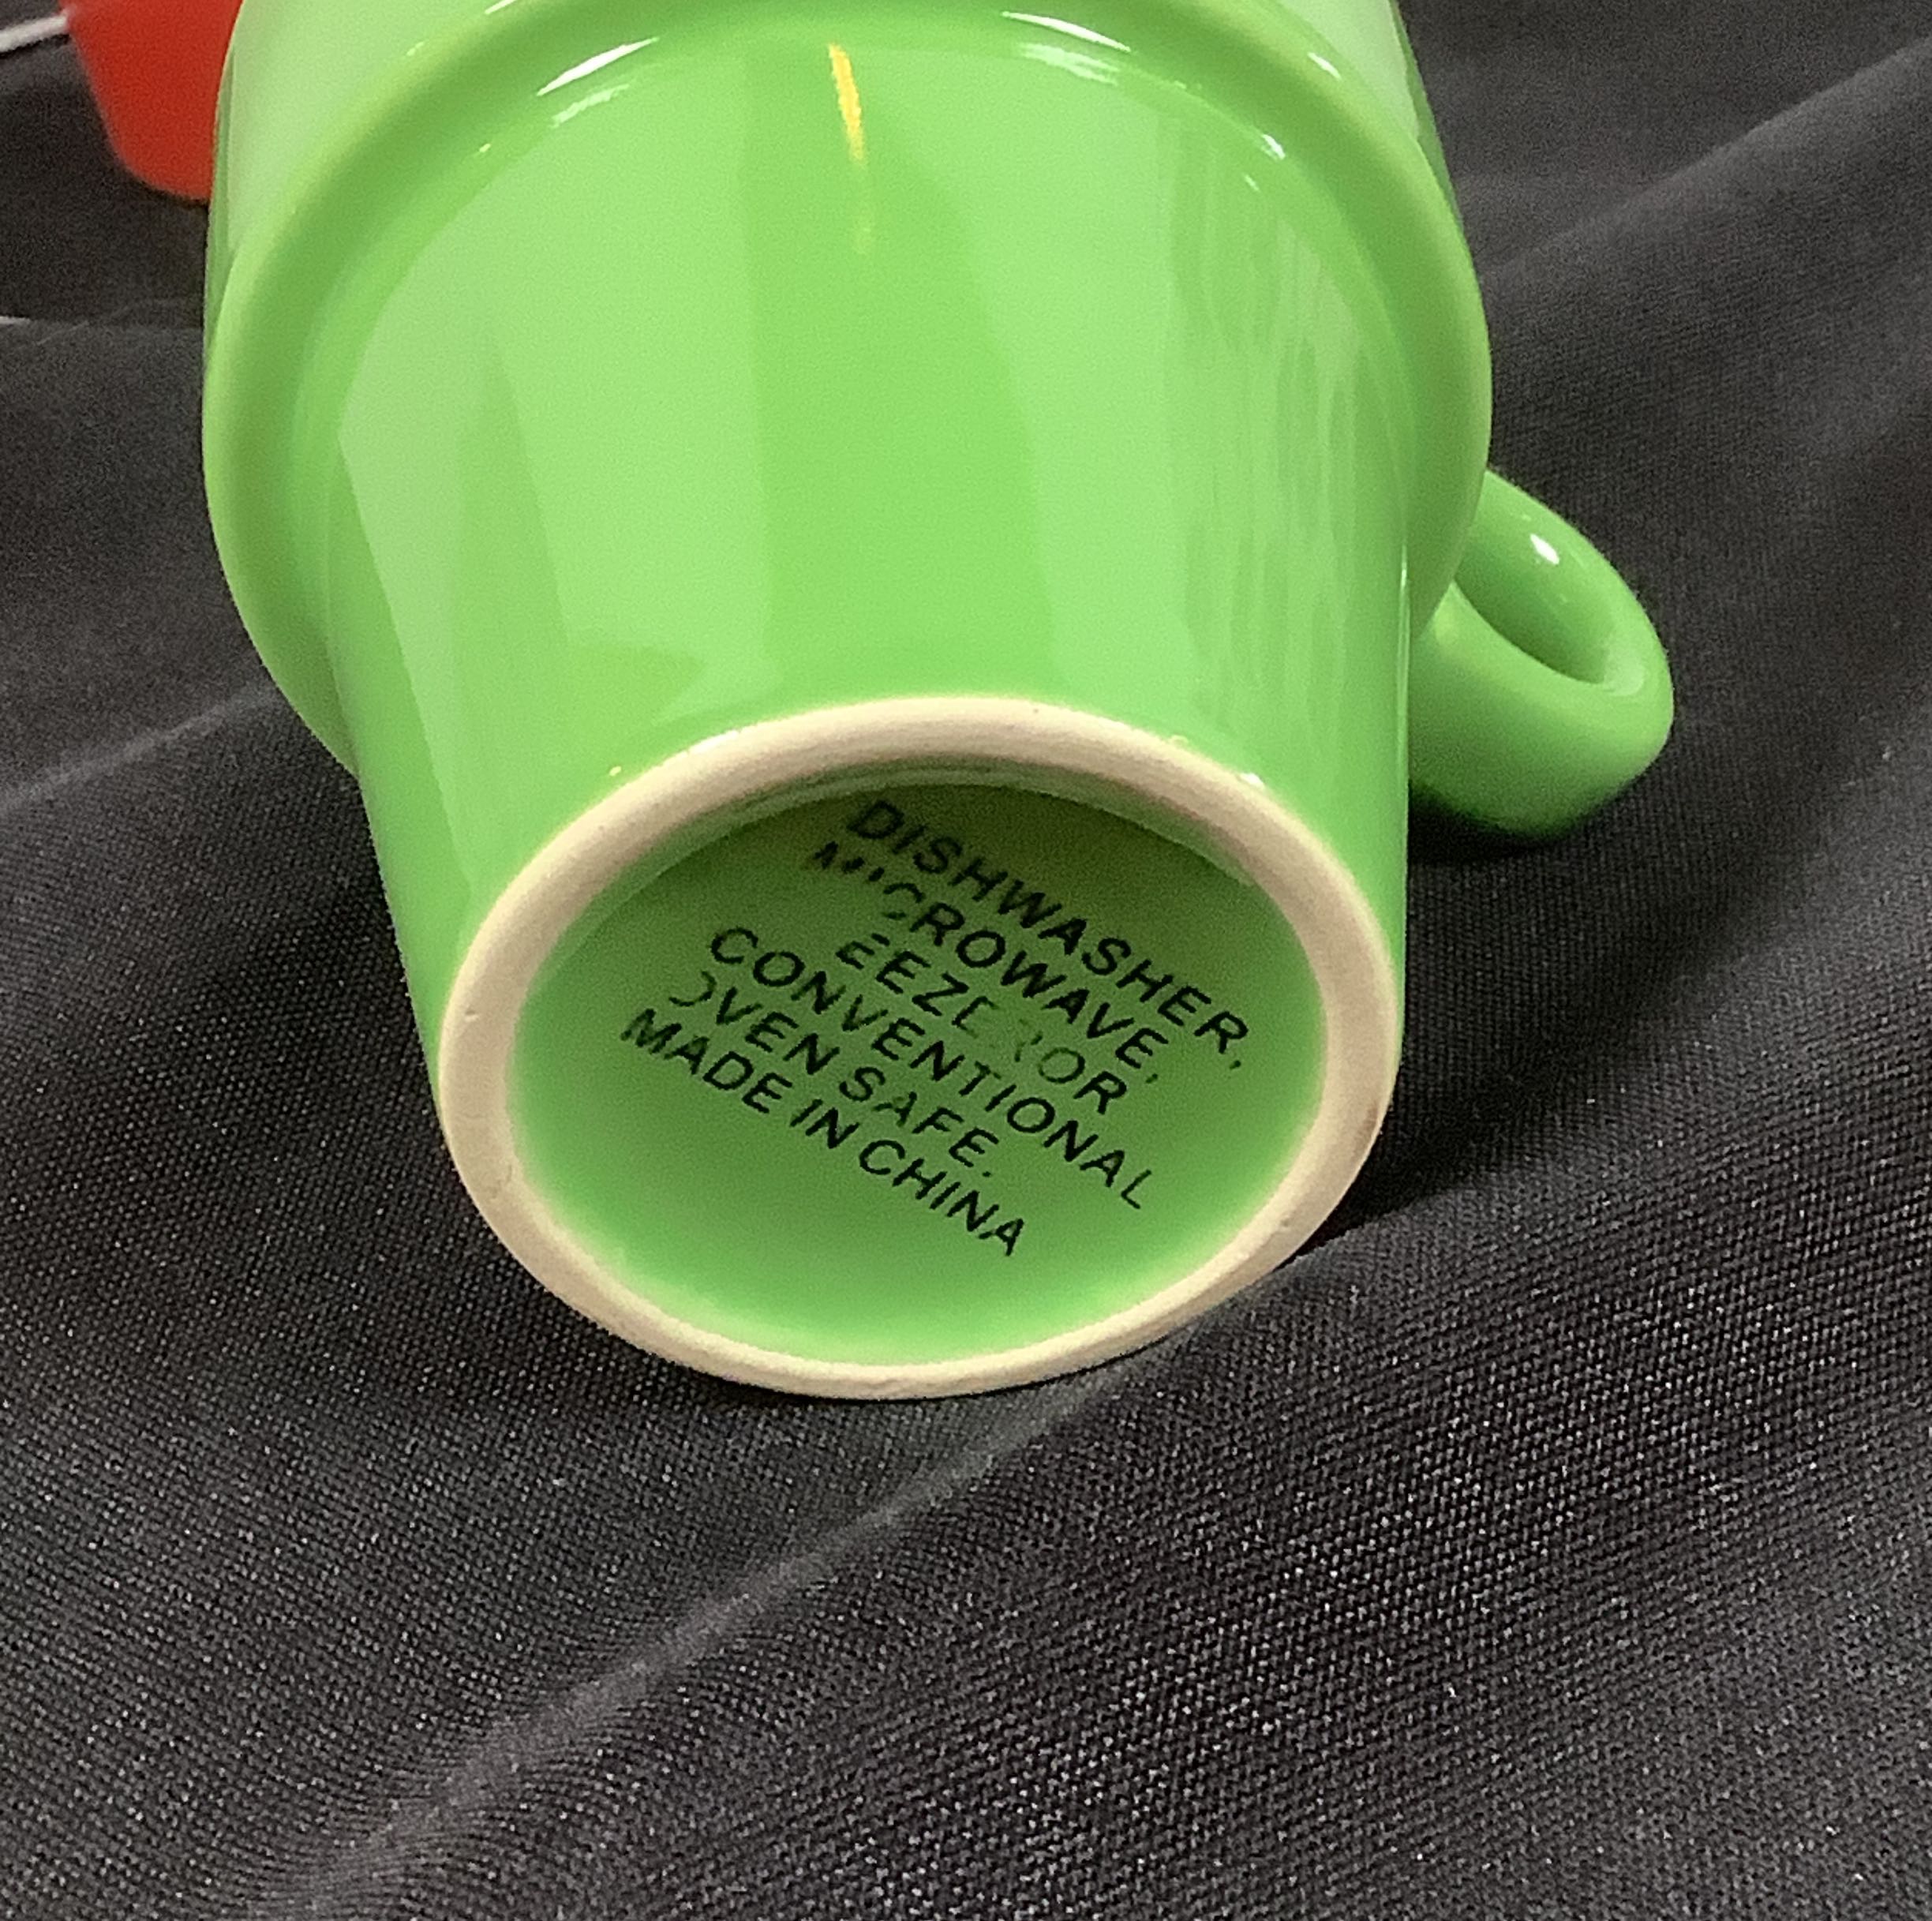 DISHWASHER,
MICROWAVE,
OR
CONVENTIONAL
OVEN SAFE.
MADE IN CHINA